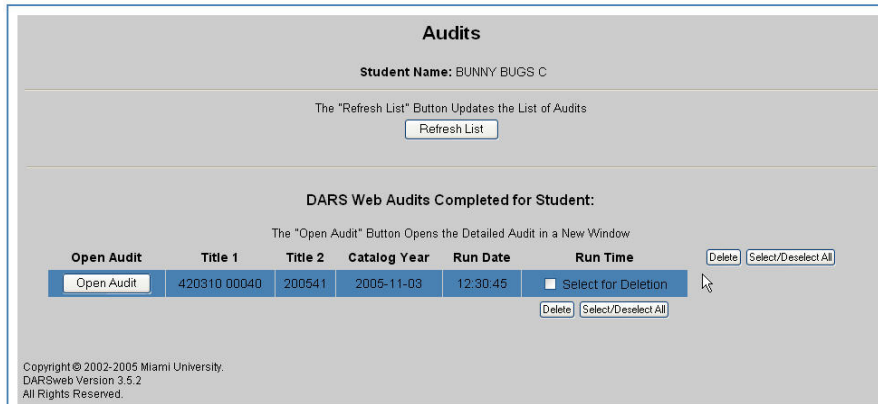 Audits
Student Name: BUNNY BUGS C
The "Refresh List" Button Updates the List of Audits
Refresh List
DARS Web Audits Completed for Student:
The "Open Audit" Button Opens the Detailed Audit in a New Window
Open Audit Title 1 Title 2 Catalog Year Run Date Run Time Delete Select/Deselect All
Open Audit 420310 00040 200541 2005-11-03 12:30:45 Select for Deletion
Delete Select/Deselect All
Copyright © 2002-2005 Miami University.
DARSweb Version 3.5.2
All Rights Reserved.